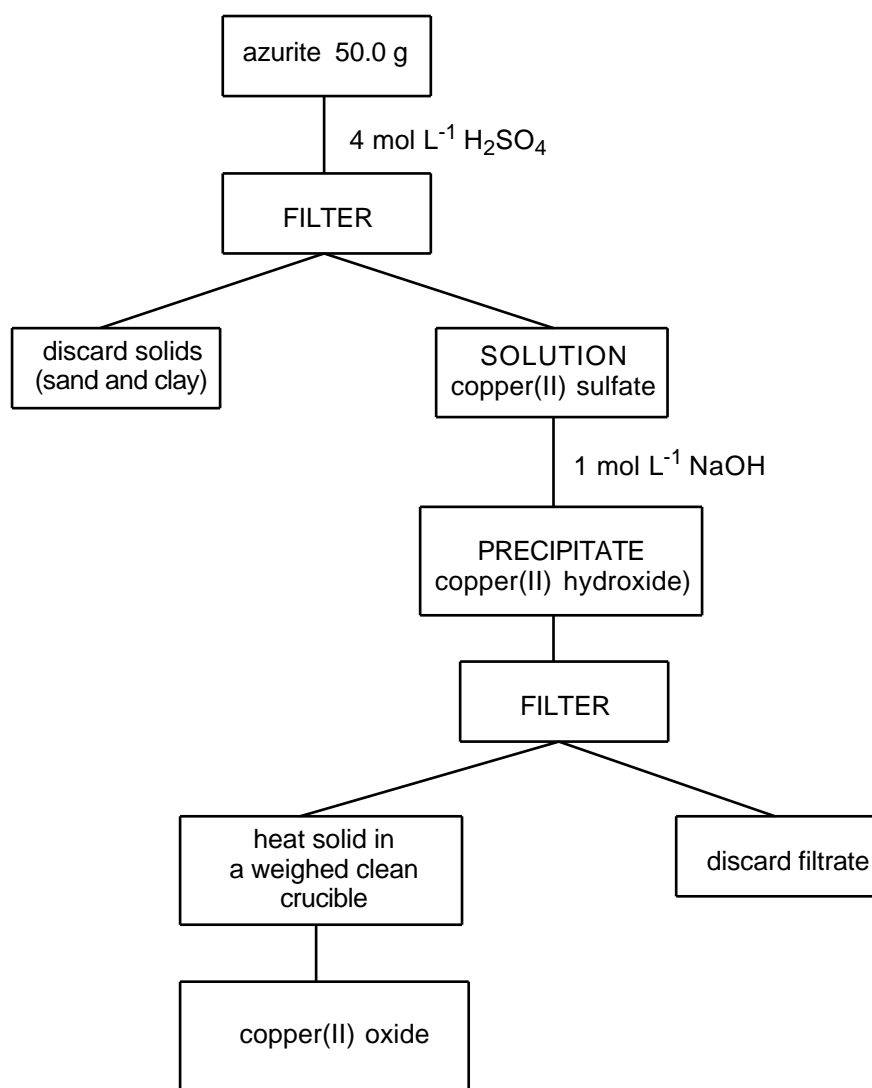 azurite 50.0 g
4 mol L⁻¹ H₂SO₄
FILTER
discard solids
(sand and clay)
SOLUTION
copper(II) sulfate
1 mol L⁻¹ NaOH
PRECIPITATE
copper(II) hydroxide)
FILTER
heat solid in
a weighed clean
crucible
discard filtrate
copper(II) oxide